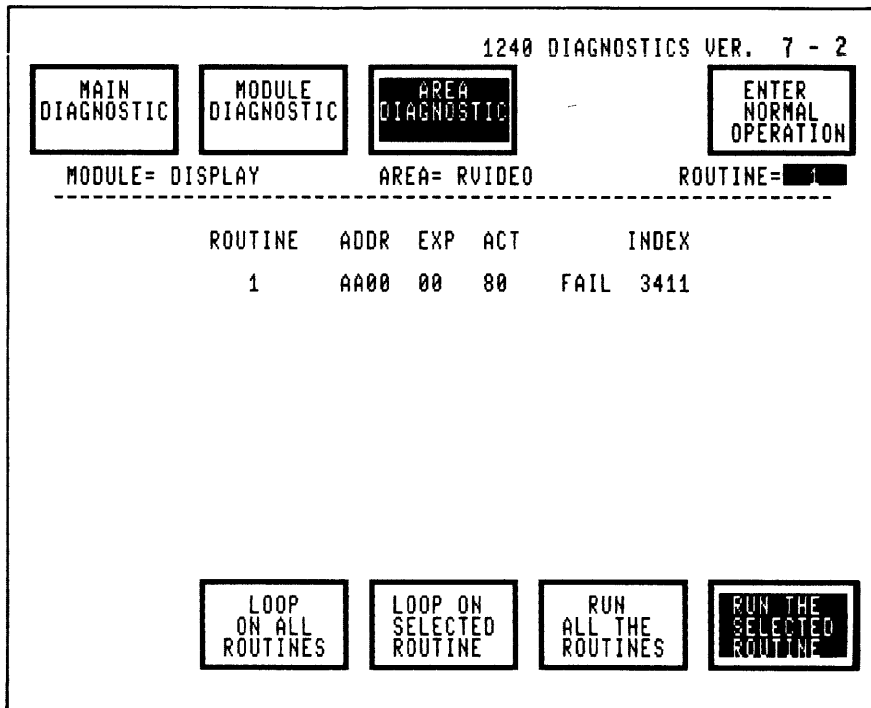 1240 DIAGNOSTICS VER. 7 - 2
MAIN
DIAGNOSTIC
MODULE
DIAGNOSTIC
AREA
DIAGNOSTIC
ENTER
NORMAL
OPERATION
MODULE= DISPLAY AREA= RVIDEO ROUTINE= 1
ROUTINE ADDR EXP ACT INDEX
1 AA00 00 80 FAIL 3411
LOOP
ON ALL
ROUTINES
LOOP ON
SELECTED
ROUTINE
RUN
ALL THE
ROUTINES
RUN THE
SELECTED
ROUTINE